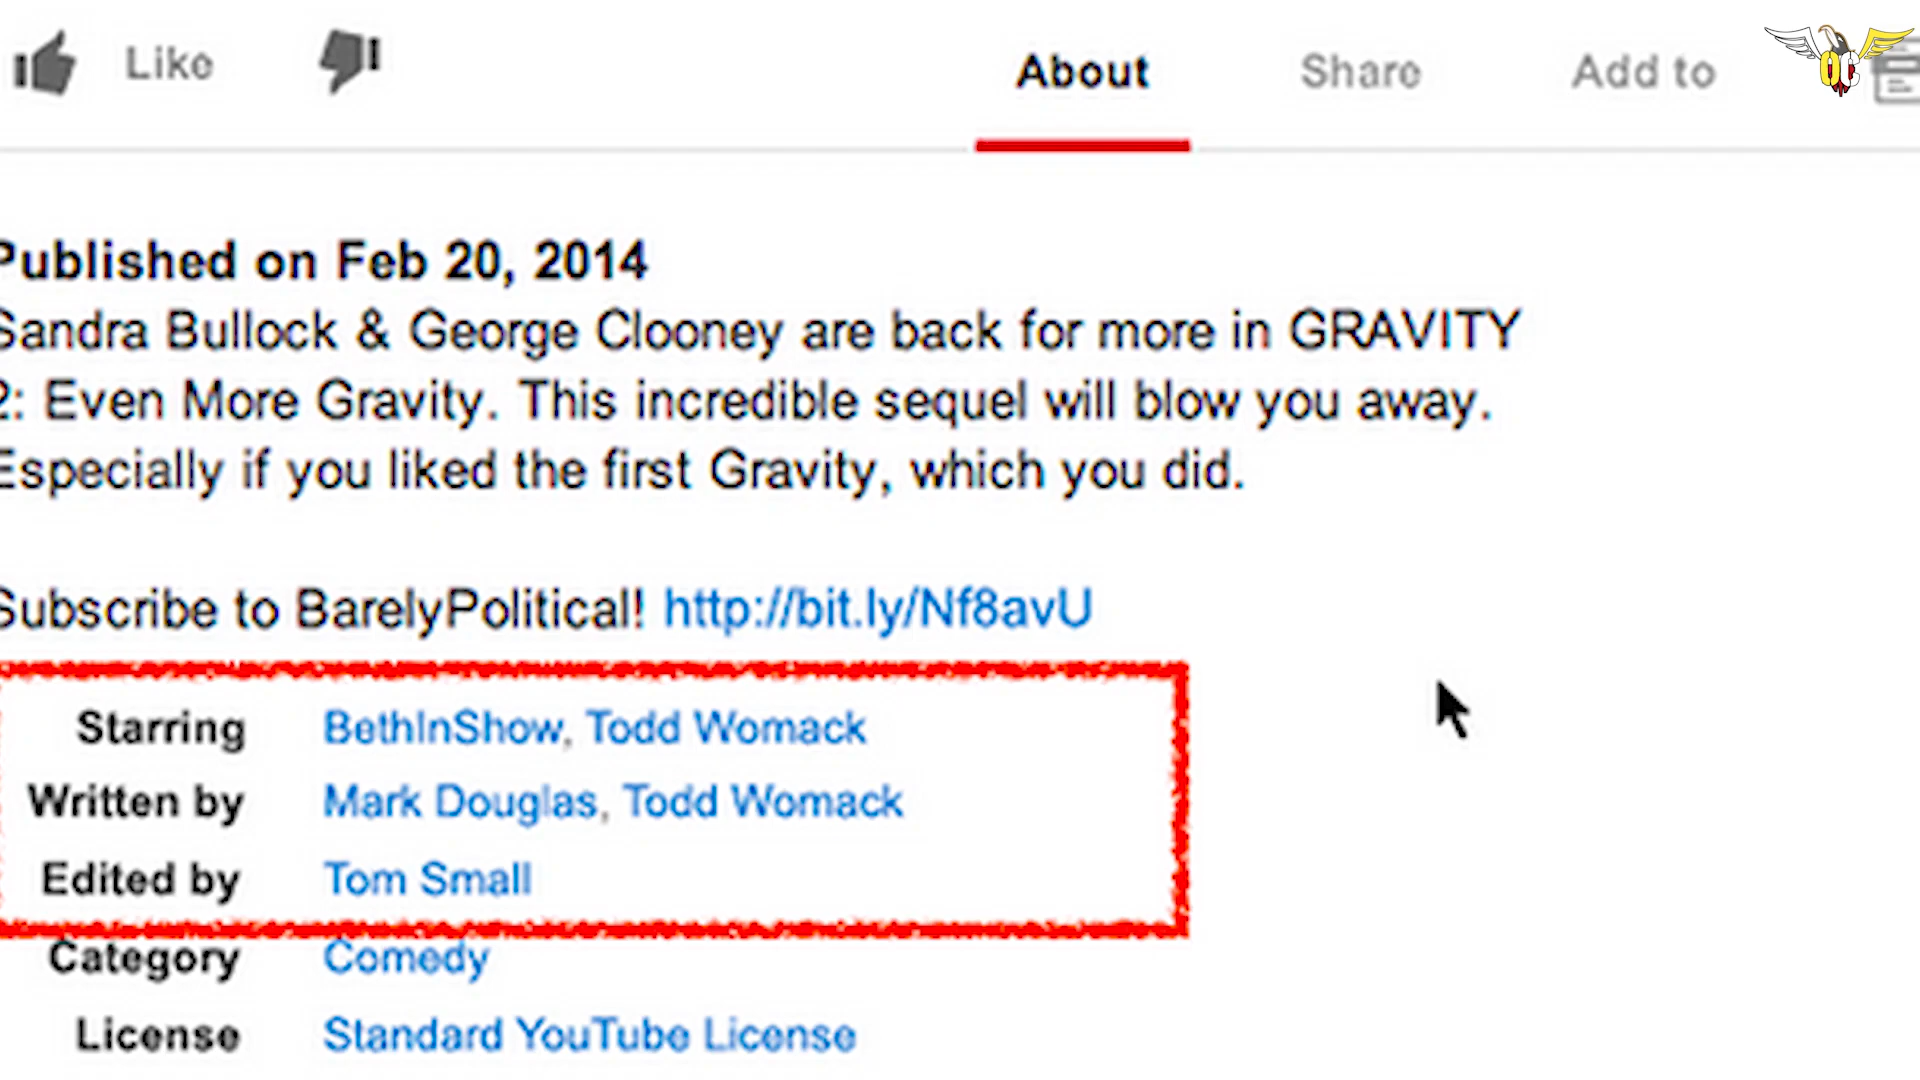 Like
About
Share
Add to
OC
Published on Feb 20, 2014
Sandra Bullock & George Clooney are back for more in GRAVITY
2: Even More Gravity. This incredible sequel will blow you away.
Especially if you liked the first Gravity, which you did.
Subscribe to BarelyPolitical! http://bit.ly/Nf8avU
Starring BethInShow, Todd Womack
Written by Mark Douglas, Todd Womack
Edited by Tom Small
Category Comedy
License Standard YouTube License